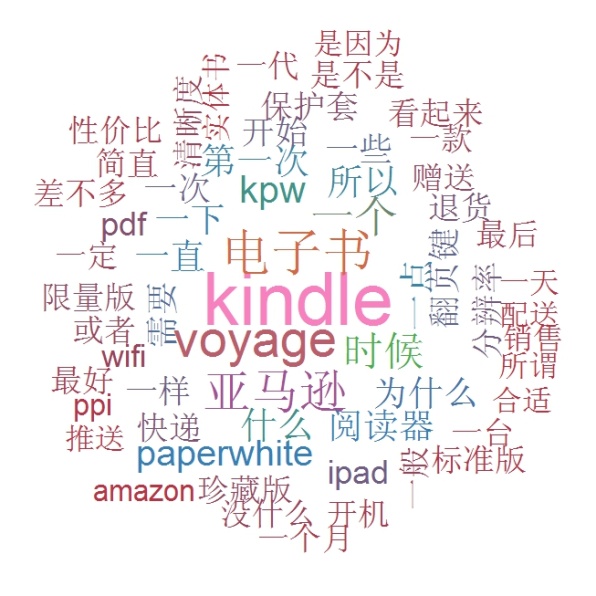 是因为
一代
是不是
实体书
清晰度
保护套
看起来
性价比
开始
一些
一款
简直
第一次
所以
赠送
差不多
一次
kpw
一个
退货
pdf
一下
电子书
翻页键
最后
一定
一直
一点
分辨率
一天
限量版
需要
kindle
配送
或者
voyage
时候
销售
wifi
所谓
最好
一样
亚马逊
为什么
合适
ppi
推送
快递
什么
阅读器
一台
paperwhite
ipad
一般
标准版
amazon
珍藏版
没什么
开机
一个月